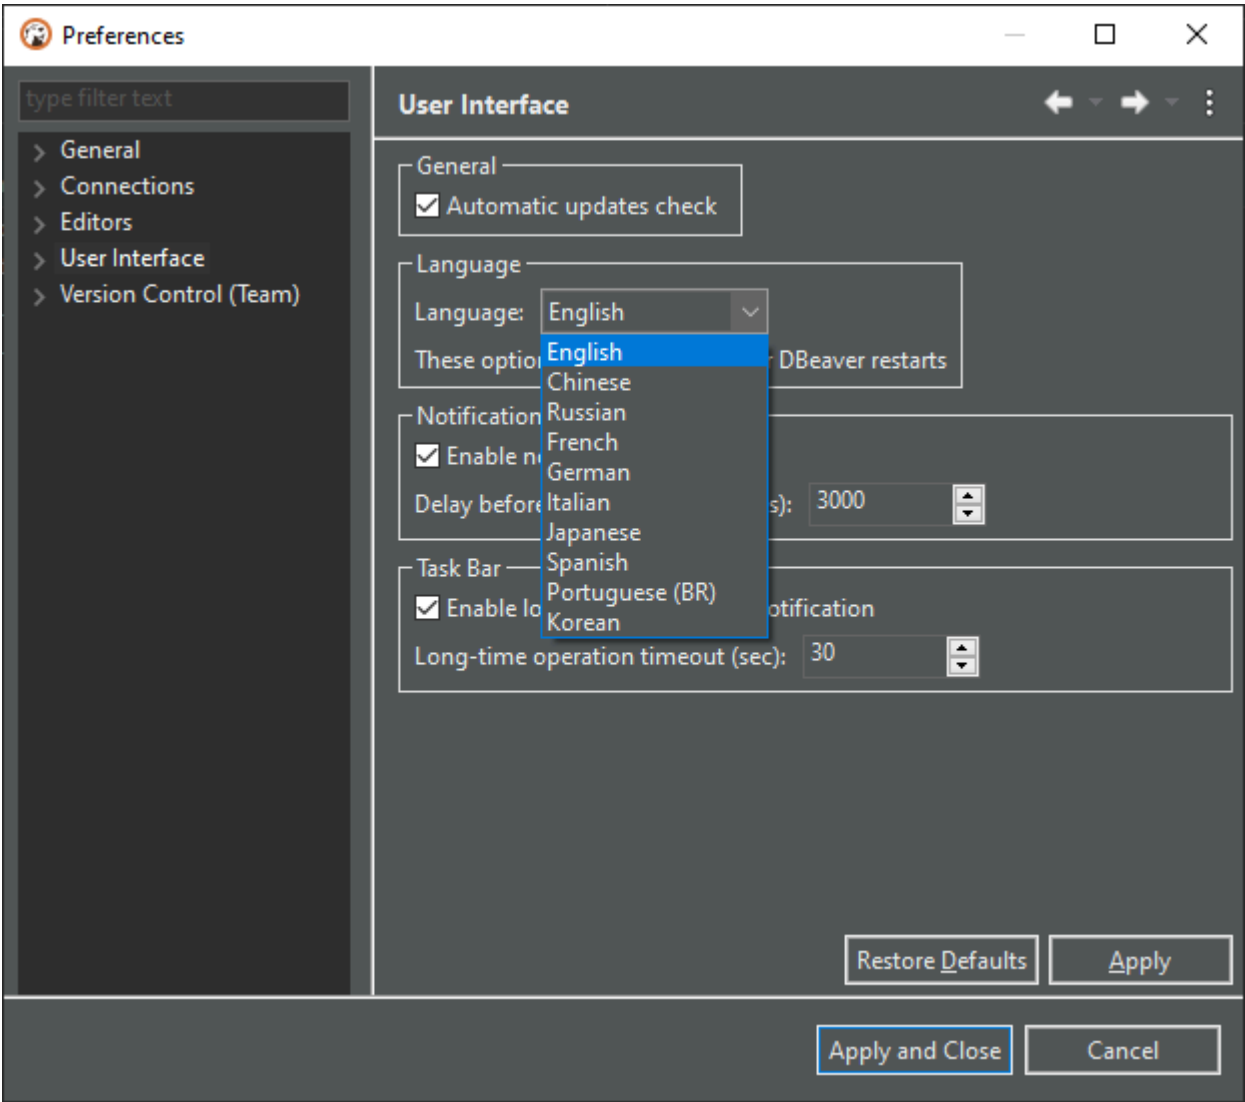 Preferences
type filter text
General
Connections
Editors
User Interface
Version Control (Team)
User Interface
General
Automatic updates check
Language
Language: English
English
Chinese
Russian
French
German
Italian
Japanese
Spanish
Portuguese (BR)
Korean
These DBeaver restarts
Notification
Enable
Delay before s): 3000
Task Bar
Enable otification
Long-time operation timeout (sec): 30
Restore Defaults
Apply
Apply and Close
Cancel